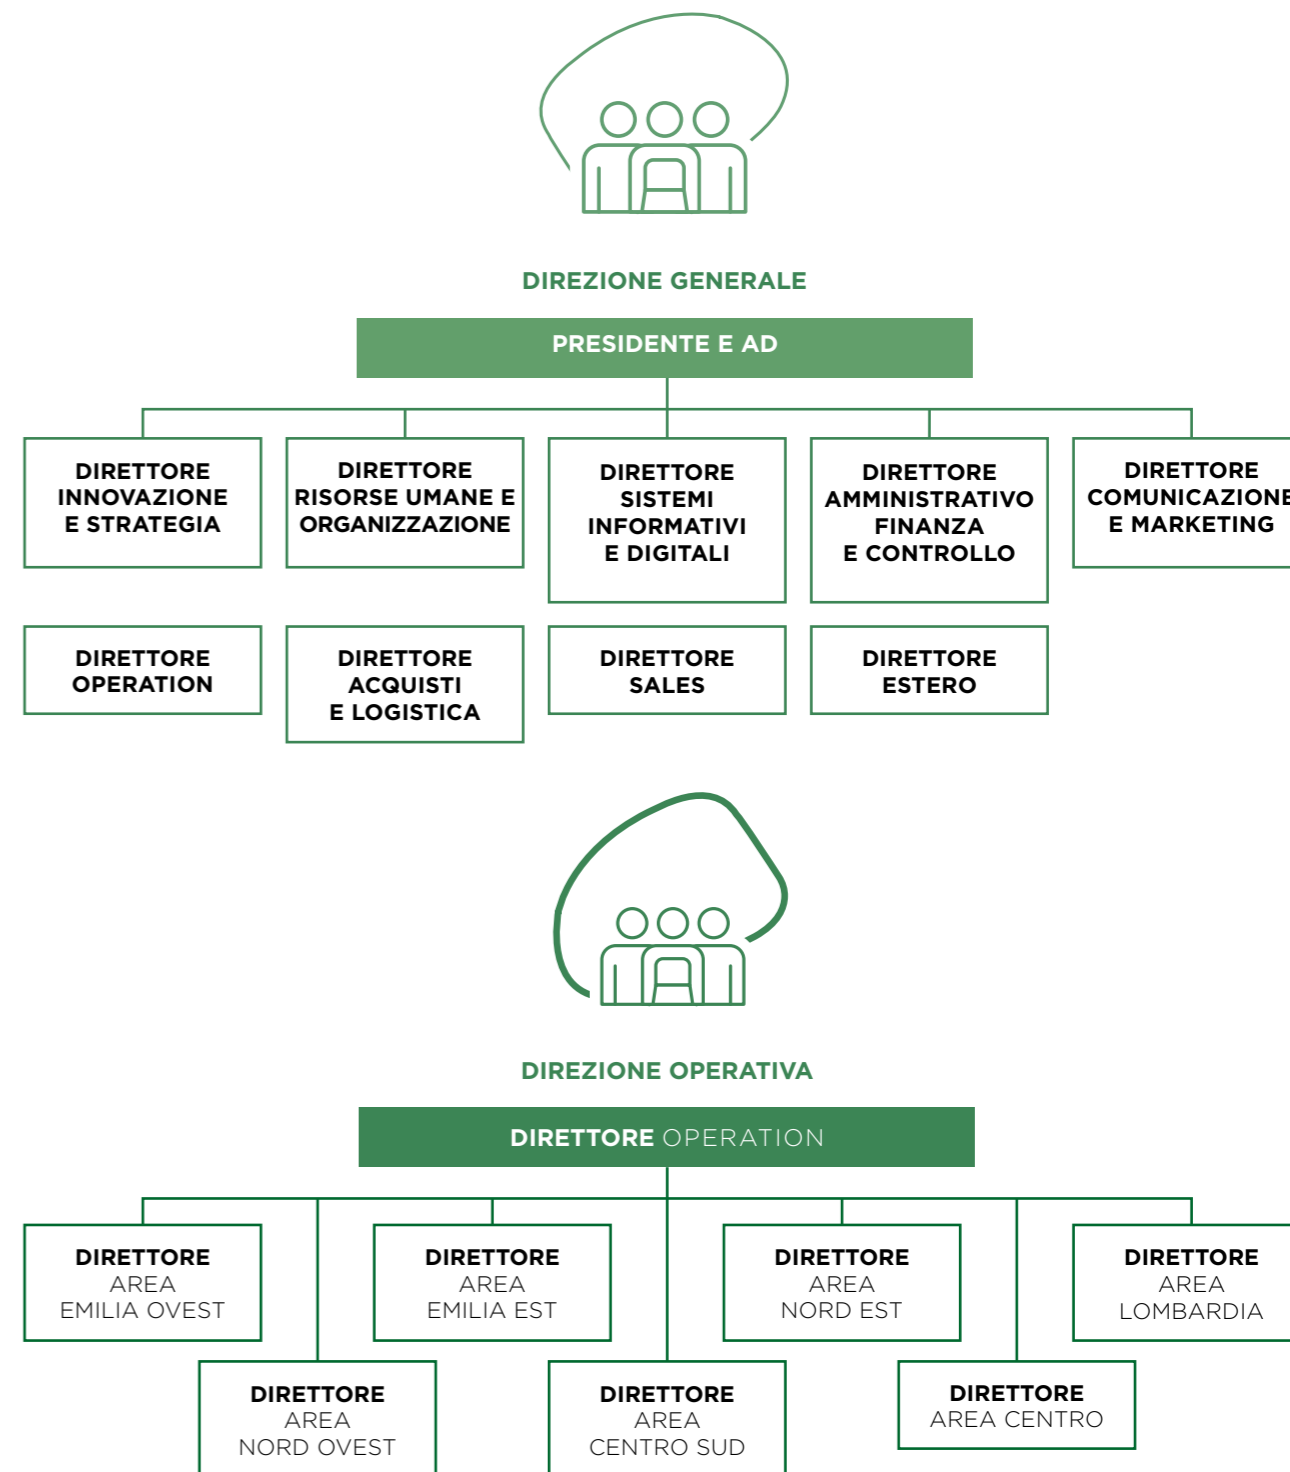 DIREZIONE GENERALE
PRESIDENTE E AD
DIRETTORE
INNOVAZIONE
E STRATEGIA
DIRETTORE
RISORSE UMANE E
ORGANIZZAZIONE
DIRETTORE
SISTEMI
INFORMATIVI
E DIGITALI
DIRETTORE
AMMINISTRATIVO
FINANZA
E CONTROLLO
DIRETTORE
COMUNICAZIONE
E MARKETING
DIRETTORE
OPERATION
DIRETTORE
ACQUISTI
E LOGISTICA
DIRETTORE
SALES
DIRETTORE
ESTERO
DIREZIONE OPERATIVA
DIRETTORE OPERATION
DIRETTORE
AREA
EMILIA OVEST
DIRETTORE
AREA
EMILIA EST
DIRETTORE
AREA
NORD EST
DIRETTORE
AREA
LOMBARDIA
DIRETTORE
AREA
NORD OVEST
DIRETTORE
AREA
CENTRO SUD
DIRETTORE
AREA CENTRO